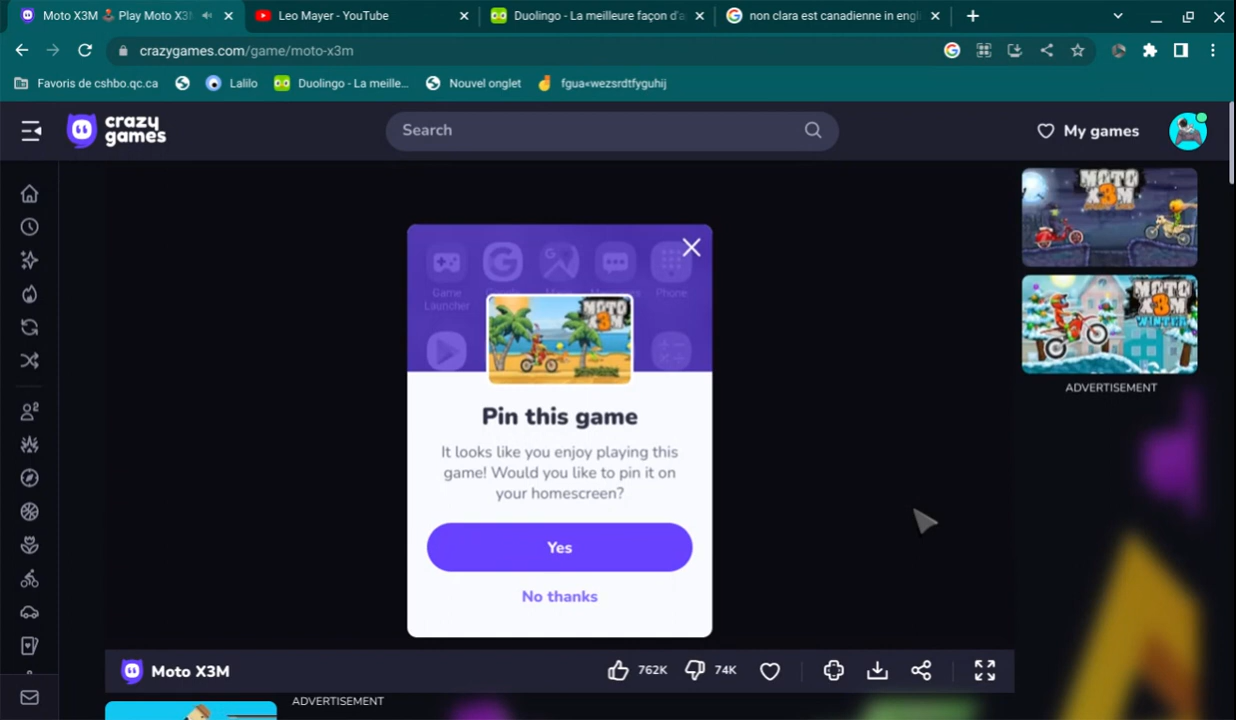 Moto X3M 🕹 Play Moto X3M
Leo Mayer - YouTube
Duolingo - La meilleure façon d'a
non clara est canadienne in engl
crazygames.com/game/moto-x3m
Favoris de cshbo.qc.ca
Lalilo
Duolingo - La meille...
Nouvel onglet
fgua«wezsrdtfyguhij
crazy
games
Search
My games
Game
Launcher
Phone
MOTO
X3M
Pin this game
It looks like you enjoy playing this
game! Would you like to pin it on
your homescreen?
Yes
No thanks
MOTO
X3M
MOTO
X3M
WINTER
ADVERTISEMENT
Moto X3M
762K
74K
ADVERTISEMENT